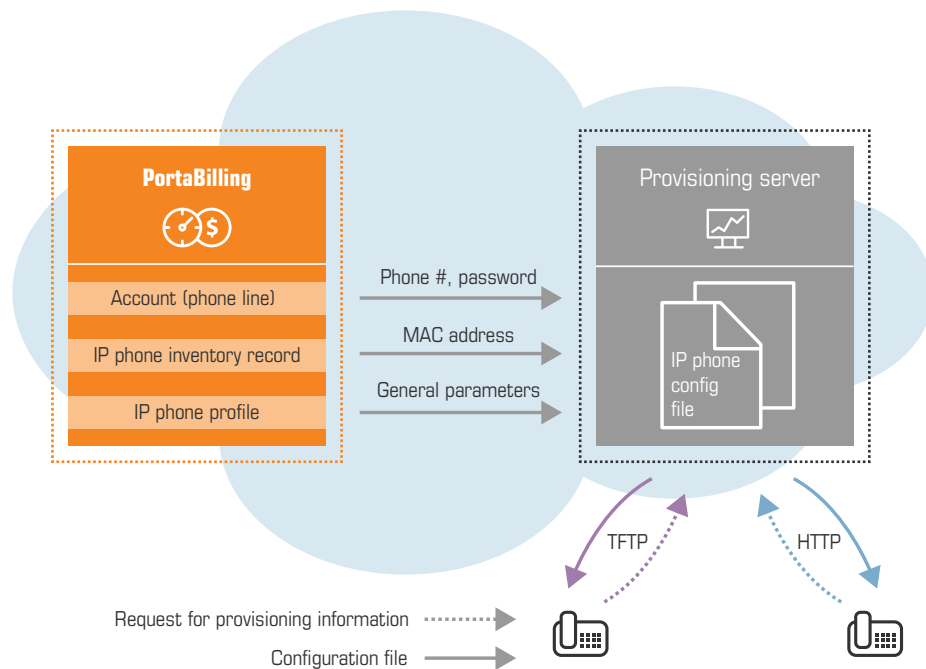 PortaBilling
$
Account (phone line)
IP phone inventory record
IP phone profile
Phone #, password
MAC address
General parameters
Provisioning server
IP phone
config
file
TFTP
HTTP
Request for provisioning information
Configuration file